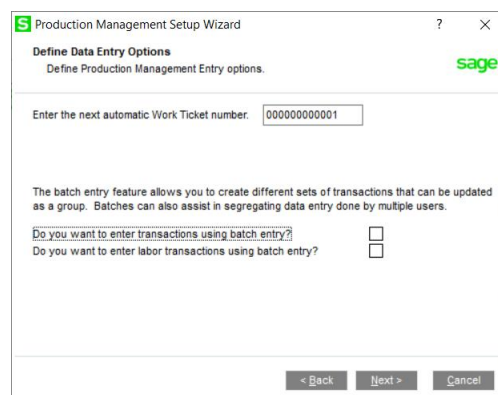 S Production Management Setup Wizard ? ×
Define Data Entry Options
Define Production Management Entry options.
sage
Enter the next automatic Work Ticket number. 000000000001
The batch entry feature allows you to create different sets of transactions that can be updated
as a group. Batches can also assist in segregating data entry done by multiple users.
Do you want to enter transactions using batch entry?
Do you want to enter labor transactions using batch entry?
< Back Next > Cancel